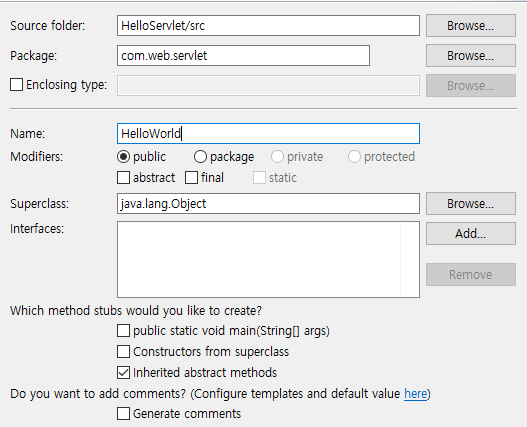 Source folder: HelloServlet/src Browse...
Package: com.web.servlet Browse...
Enclosing type: Browse...
Name: HelloWorld
Modifiers: public package private protected
abstract final static
Superclass: java.lang.Object Browse...
Interfaces: Add...
Remove
Which method stubs would you like to create?
public static void main(String[] args)
Constructors from superclass
Inherited abstract methods
Do you want to add comments? (Configure templates and default value here)
Generate comments